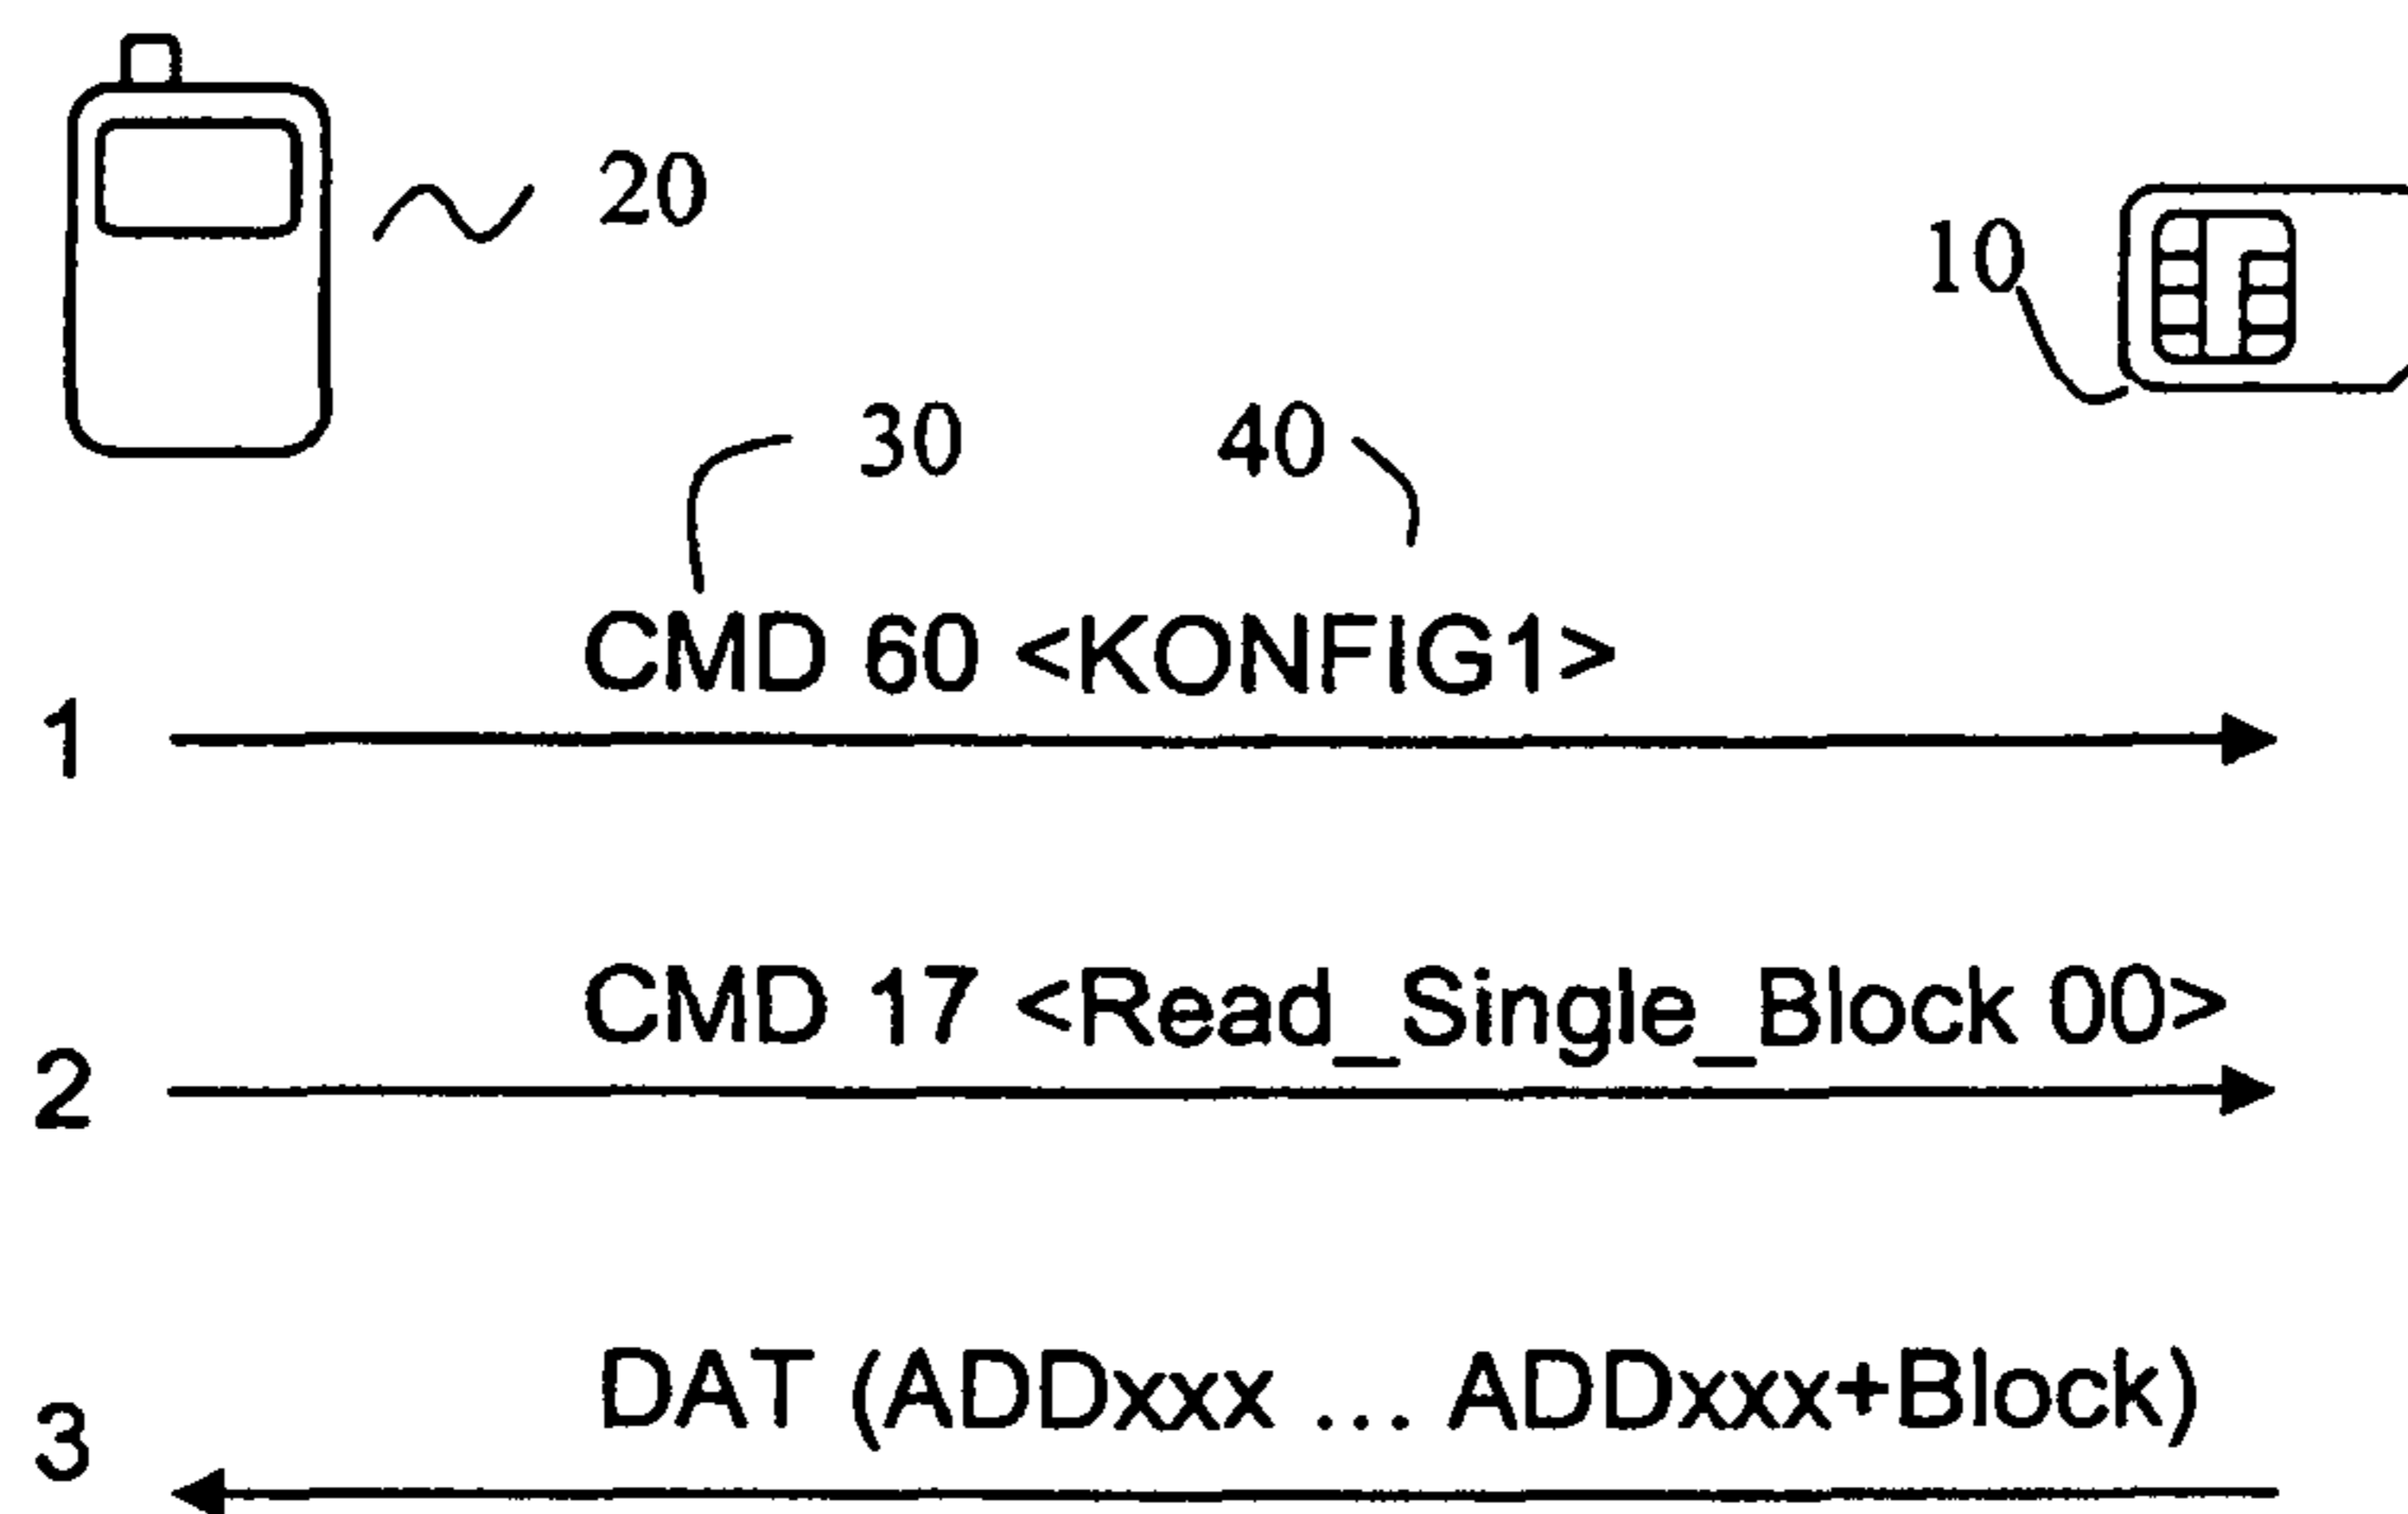 20
10
30 40
CMD 60 <KONFIG1>
1
CMD 17 <Read_Single_Block 00>
2
DAT (ADDxxx ... ADDxxx+Block)
3